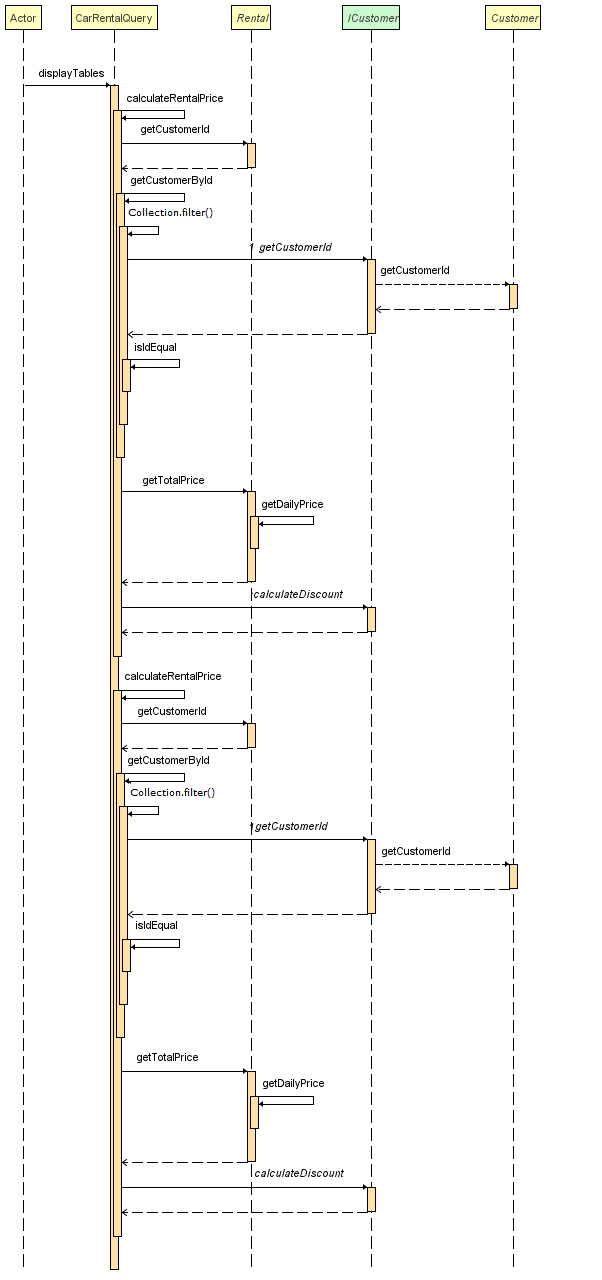 Actor
CarRentalQuery
Rental
ICustomer
Customer
displayTables
calculateRentalPrice
getCustomerId
getCustomerById
Collection.filter()
getCustomerId
getCustomerId
isIdEqual
getTotalPrice
getDailyPrice
calculateDiscount
calculateRentalPrice
getCustomerId
getCustomerById
Collection.filter()
getCustomerId
getCustomerId
isIdEqual
getTotalPrice
getDailyPrice
calculateDiscount